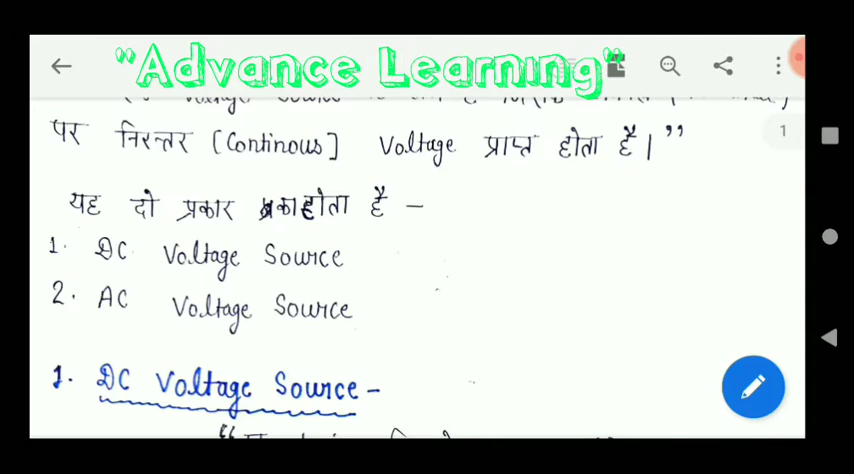 "Advance Learning"
voltage
पर निरन्तर [Continous] voltage प्राप्त होता है।”
1
यह दो प्रकार का होता है –
1. DC Voltage Source
2. AC Voltage Source
1. DC Voltage Source –